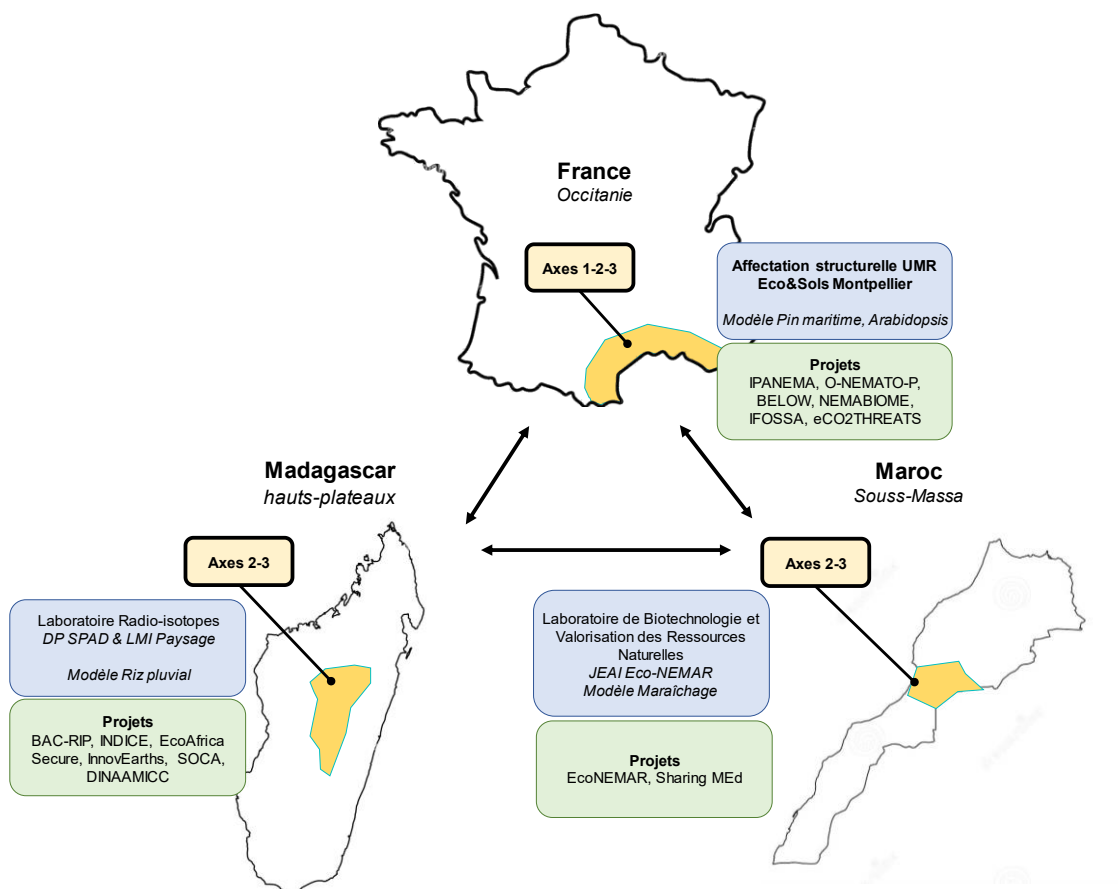 France
Occitanie
Axes 1-2-3
Affectation structurelle UMR
Eco&Sols Montpellier
Modèle Pin maritime, Arabidopsis
Projets
IPANEMA, O-NEMATO-P,
BELOW, NEMABIOME,
IFOSSA, eCO2THREATS
Madagascar
hauts-plateaux
Axes 2-3
Laboratoire Radio-isotopes
DP SPAD & LMI Paysage
Modèle Riz pluvial
Projets
BAC-RIP, INDICE, EcoAfrica
Secure, InnovEarths, SOCA,
DINAAMICC
Maroc
Souss-Massa
Axes 2-3
Laboratoire de Biotechnologie et
Valorisation des Ressources
Naturelles
JEAI Eco-NEMAR
Modèle Maraîchage
Projets
EcoNEMAR, Sharing MEd